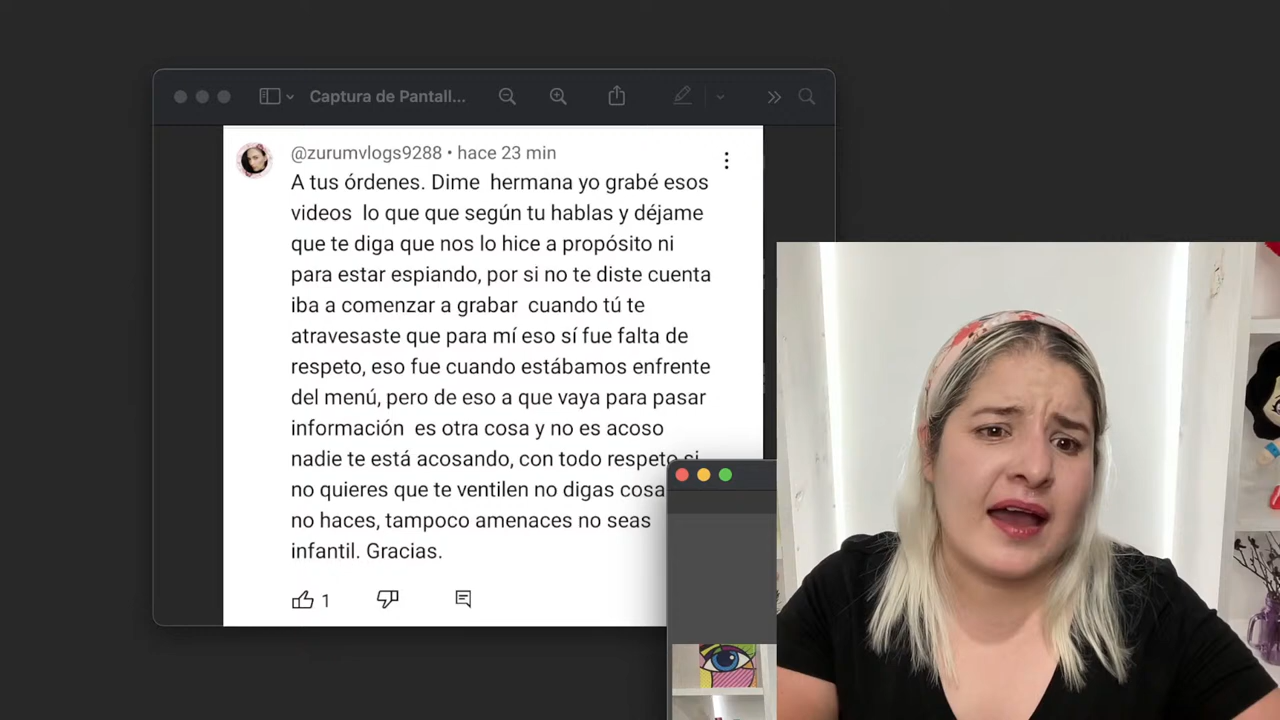 Captura de Pantall...
@zurumvlogs9288 • hace 23 min
A tus órdenes. Dime hermana yo grabé esos
videos lo que que según tu hablas y déjame
que te diga que nos lo hice a propósito ni
para estar espiando, por si no te diste cuenta
iba a comenzar a grabar cuando tú te
atravesaste que para mí eso sí fue falta de
respeto, eso fue cuando estábamos enfrente
del menú, pero de eso a que vaya para pasar
información es otra cosa y no es acoso
nadie te está acosando, con todo respeto si
no quieres que te ventilen no digas cosa
no haces, tampoco amenaces no seas
infantil. Gracias.
1